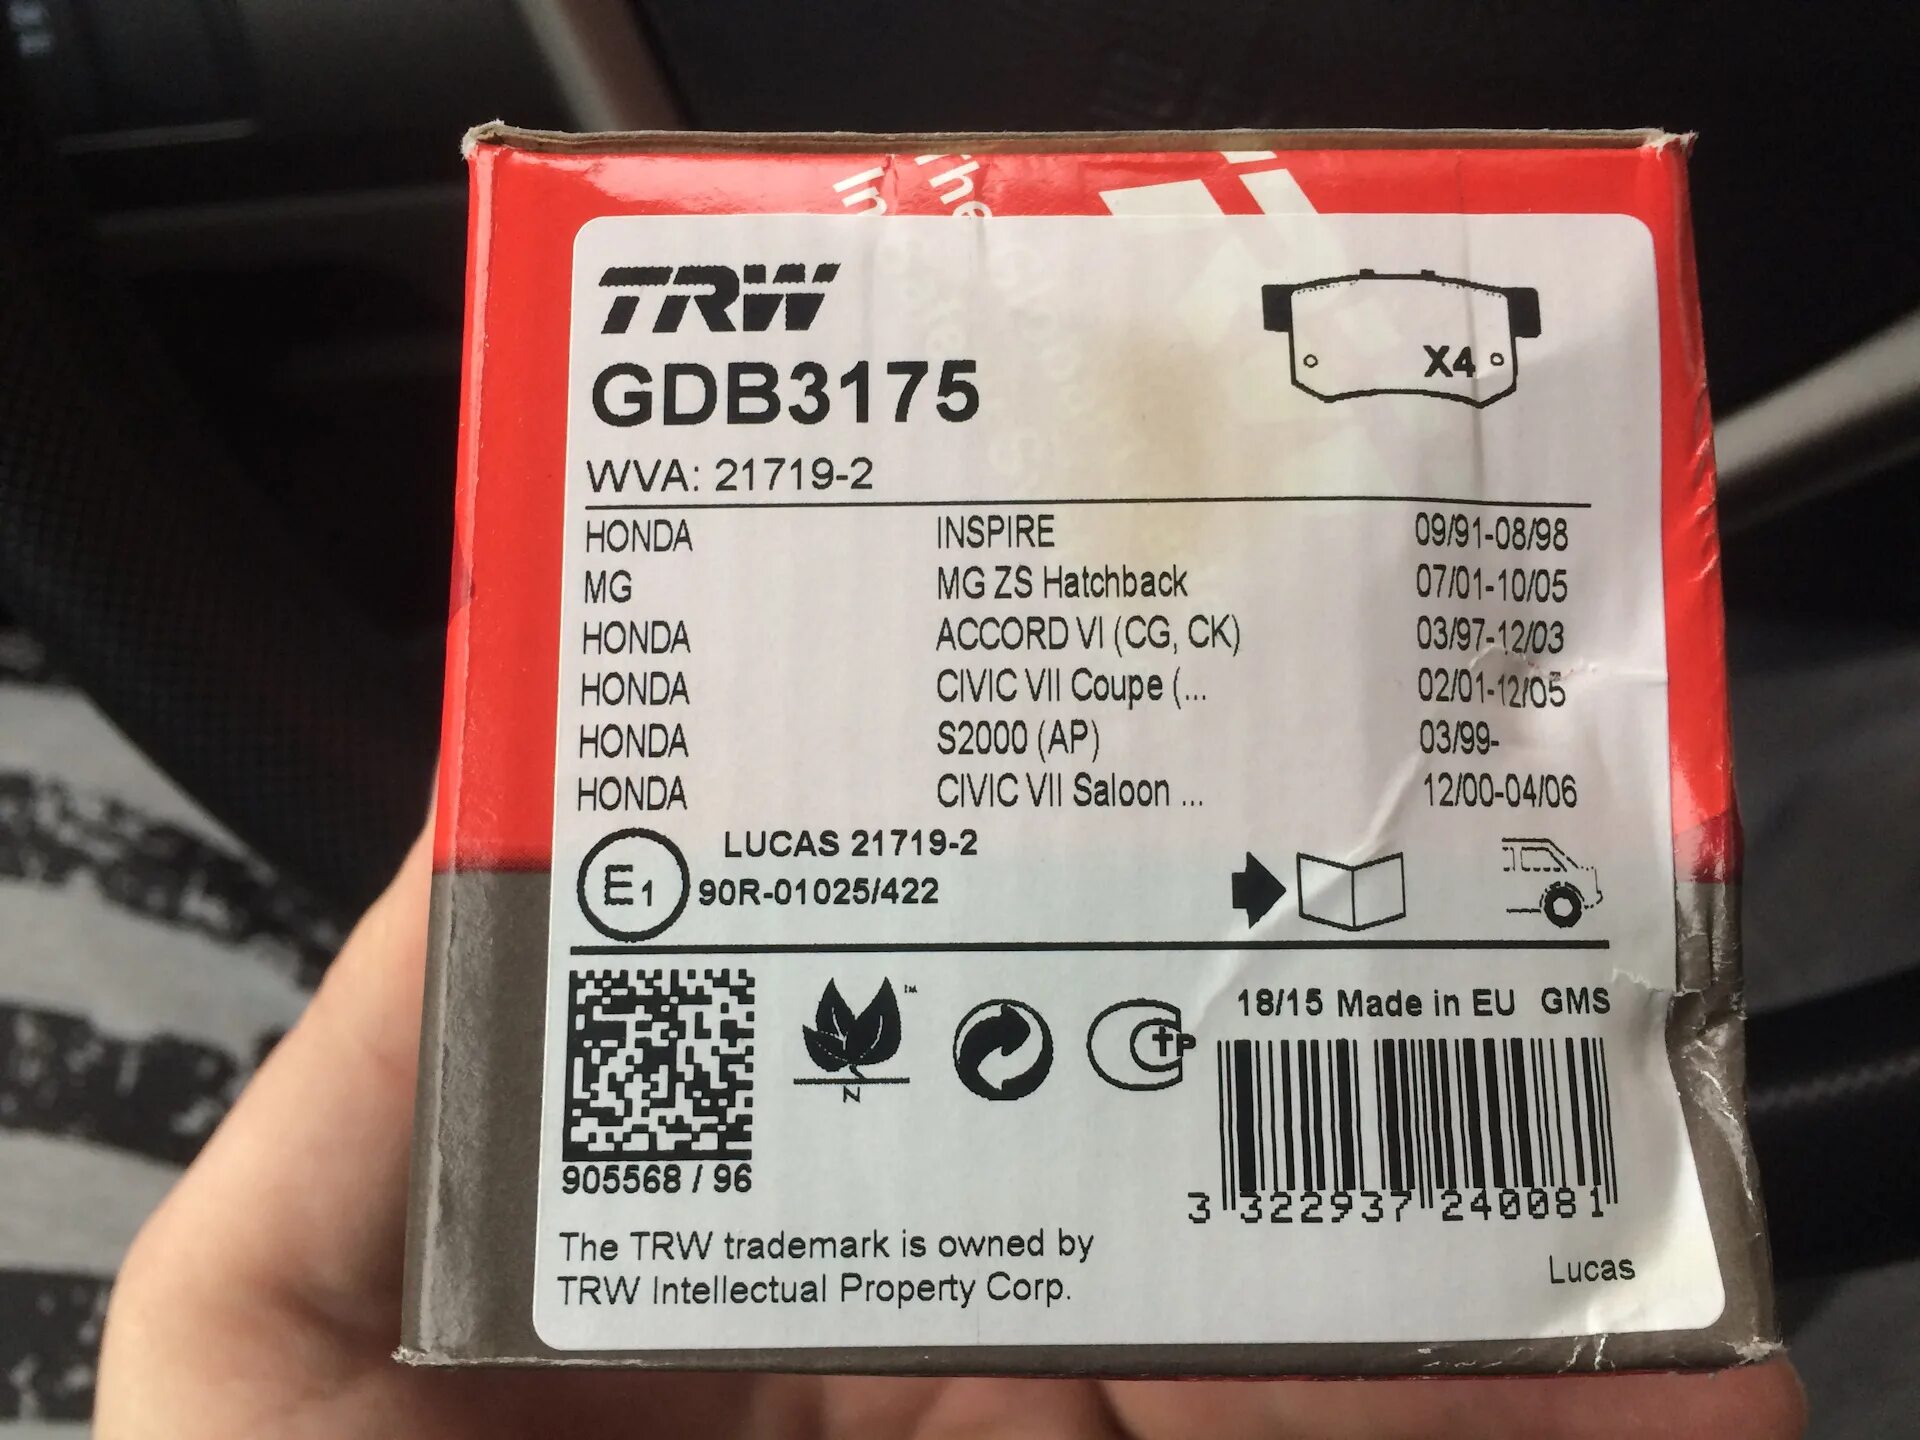 TRW
GDB3175
X4
WVA: 21719-2
HONDA INSPIRE 09/91-08/98
MG MG ZS Hatchback 07/01-10/05
HONDA ACCORD VI (CG, CK) 03/97-12/03
HONDA CIVIC VII Coupe (... 02/01-12/05
HONDA S2000 (AP) 03/99-
HONDA CIVIC VII Saloon ... 12/00-04/06
E1 LUCAS 21719-2
90R-01025/422
TM
N
18/15 Made in EU GMS
905568 / 96
3 322937 240081
The TRW trademark is owned by
TRW Intellectual Property Corp.
Lucas